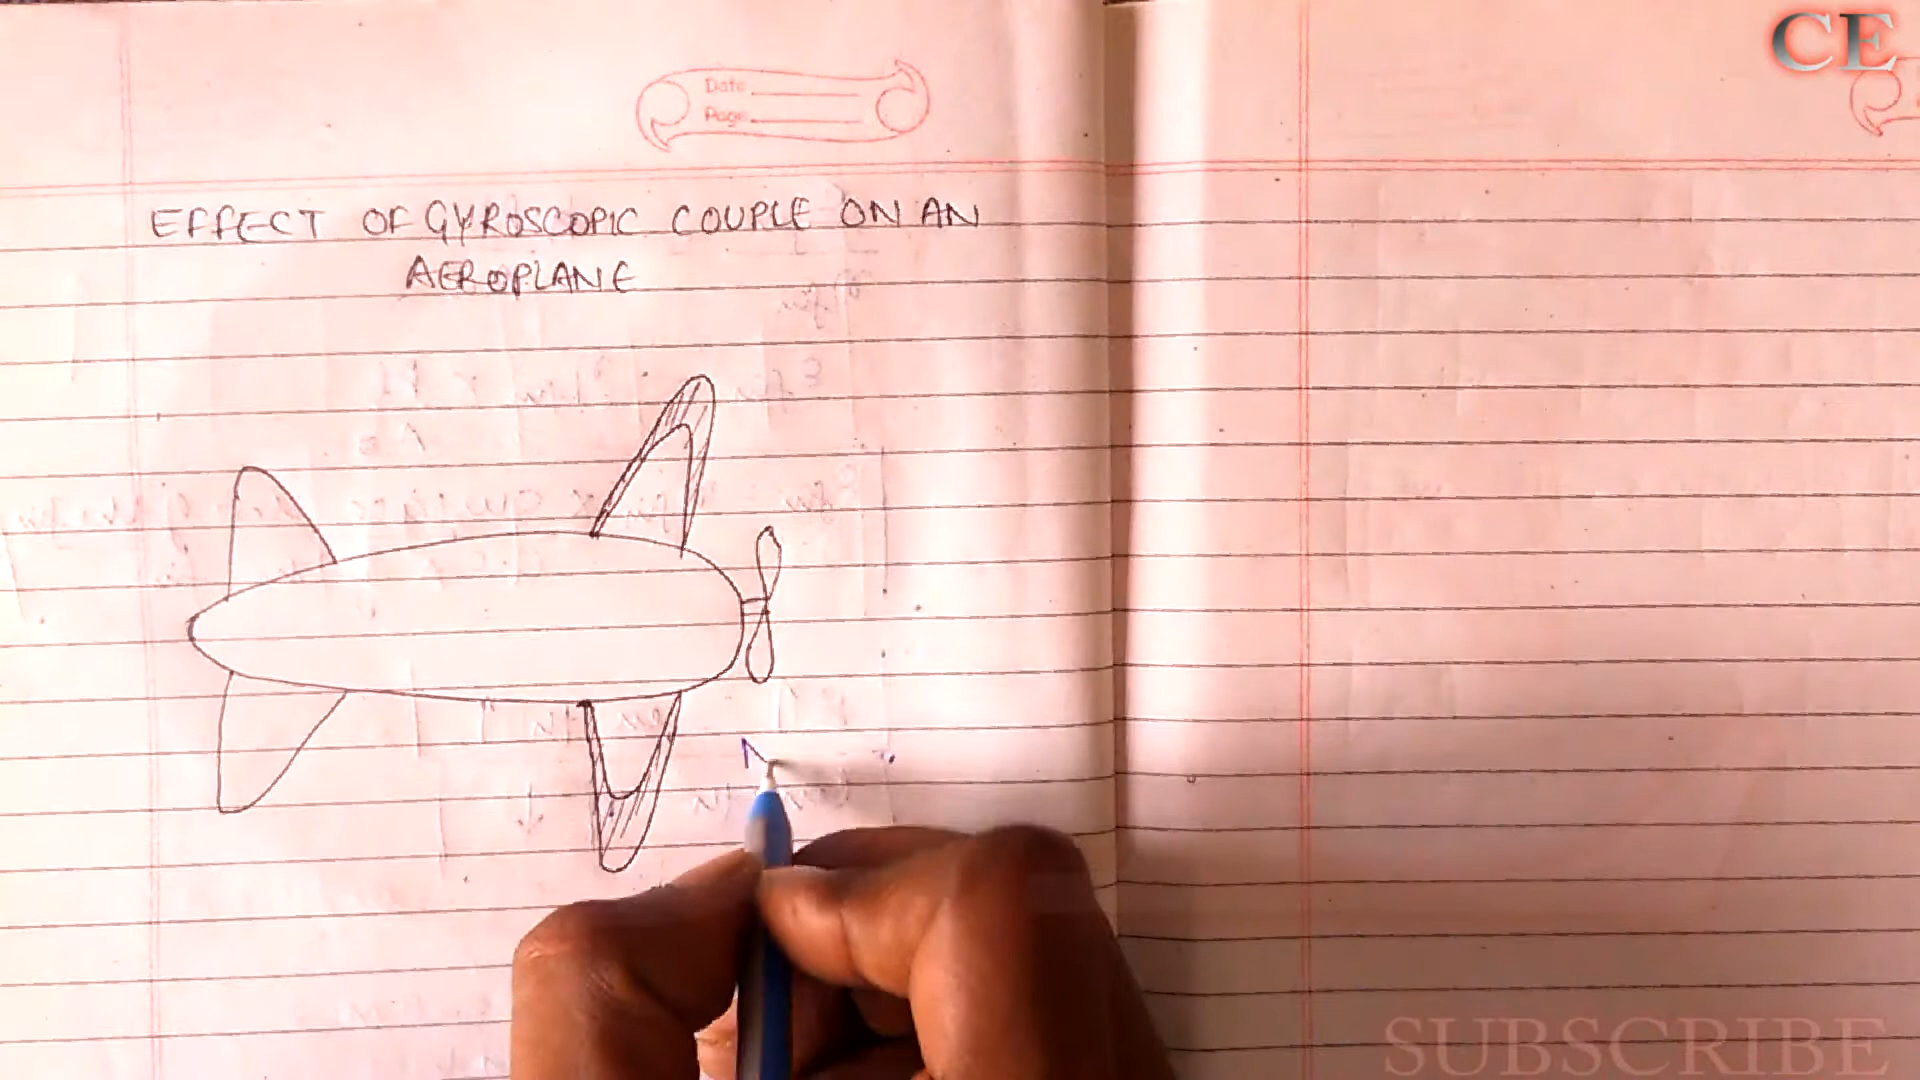 CE
Date
Page
EFFECT OF GYROSCOPIC COUPLE ON AN
AEROPLANE
N
SUBSCRIBE